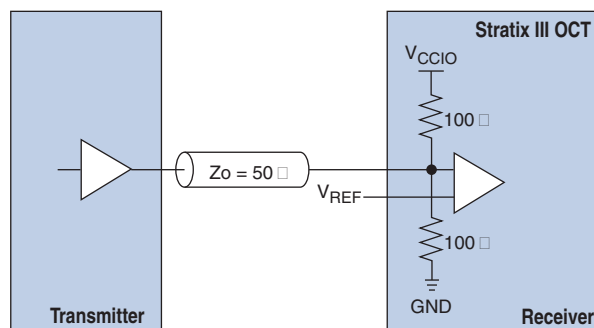 Stratix III OCT
VCCIO
100 □
Zo = 50 □
VREF
100 □
GND
Transmitter
Receiver